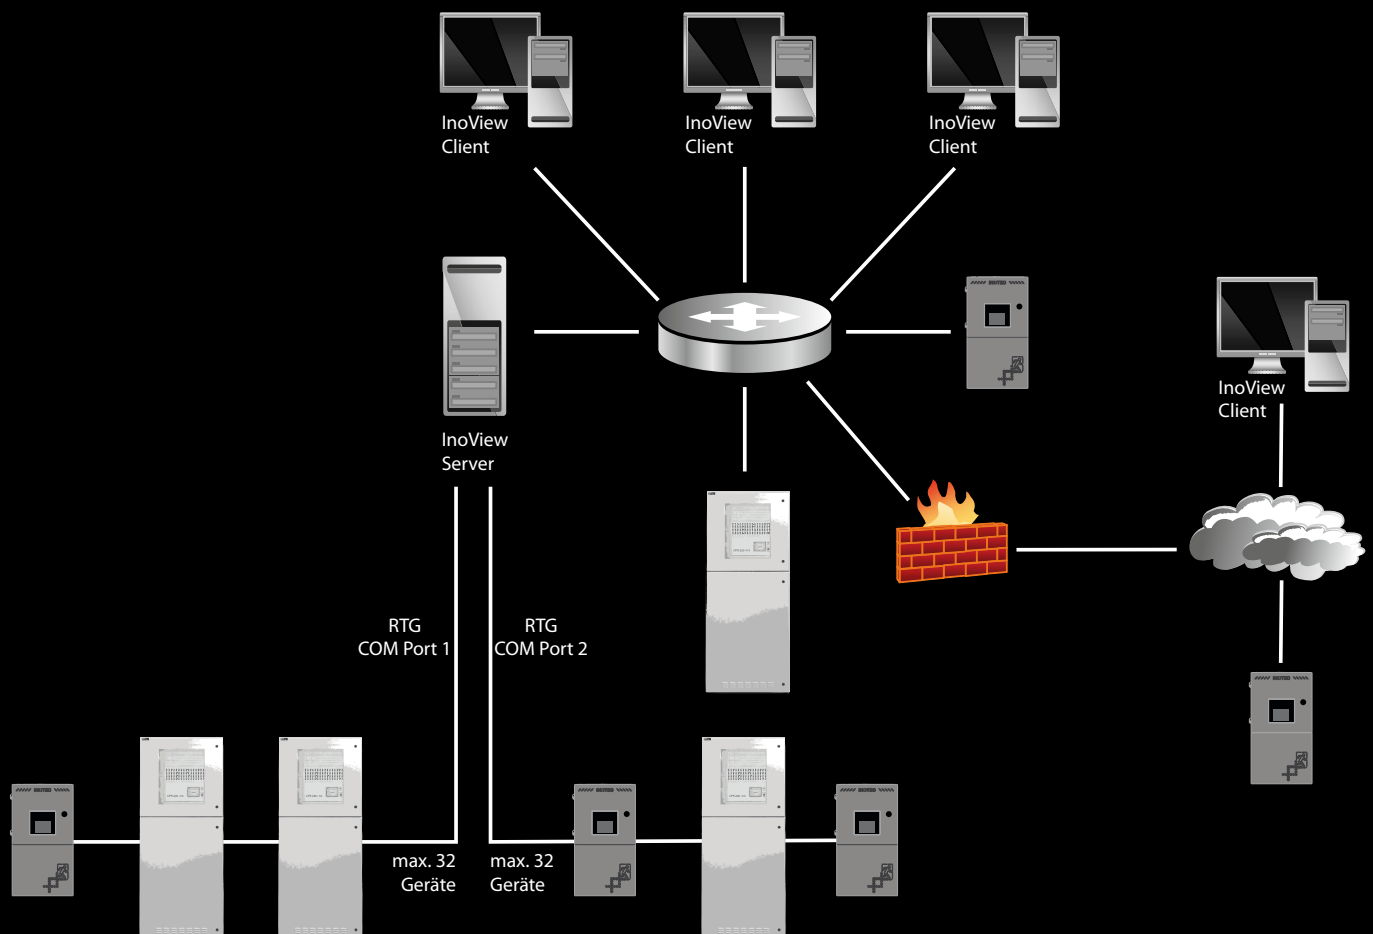 InoView
Client
InoView
Client
InoView
Client
InoView
Client
InoView
Server
RTG
COM Port 1
RTG
COM Port 2
max. 32
Geräte
max. 32
Geräte